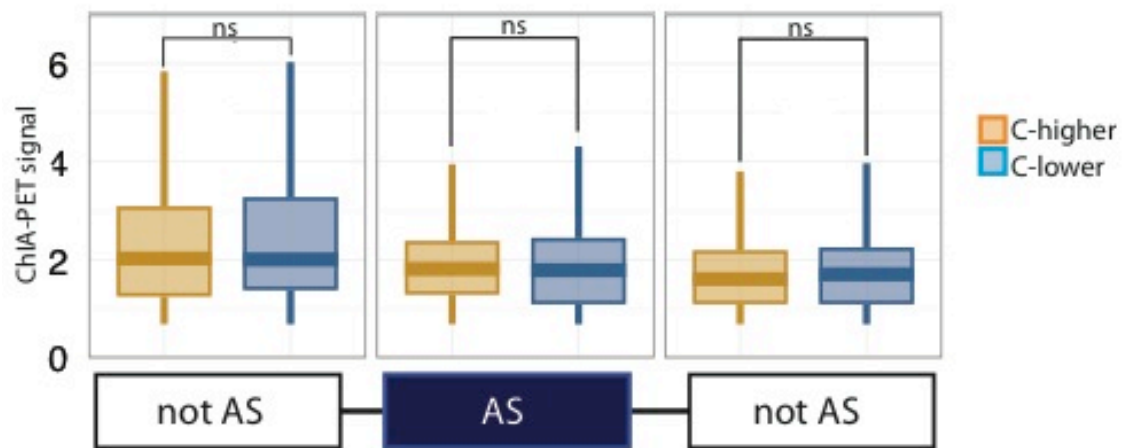 ns
ns
ns
6
4
2
0
ChIA-PET signal
C-higher
C-lower
not AS
AS
not AS